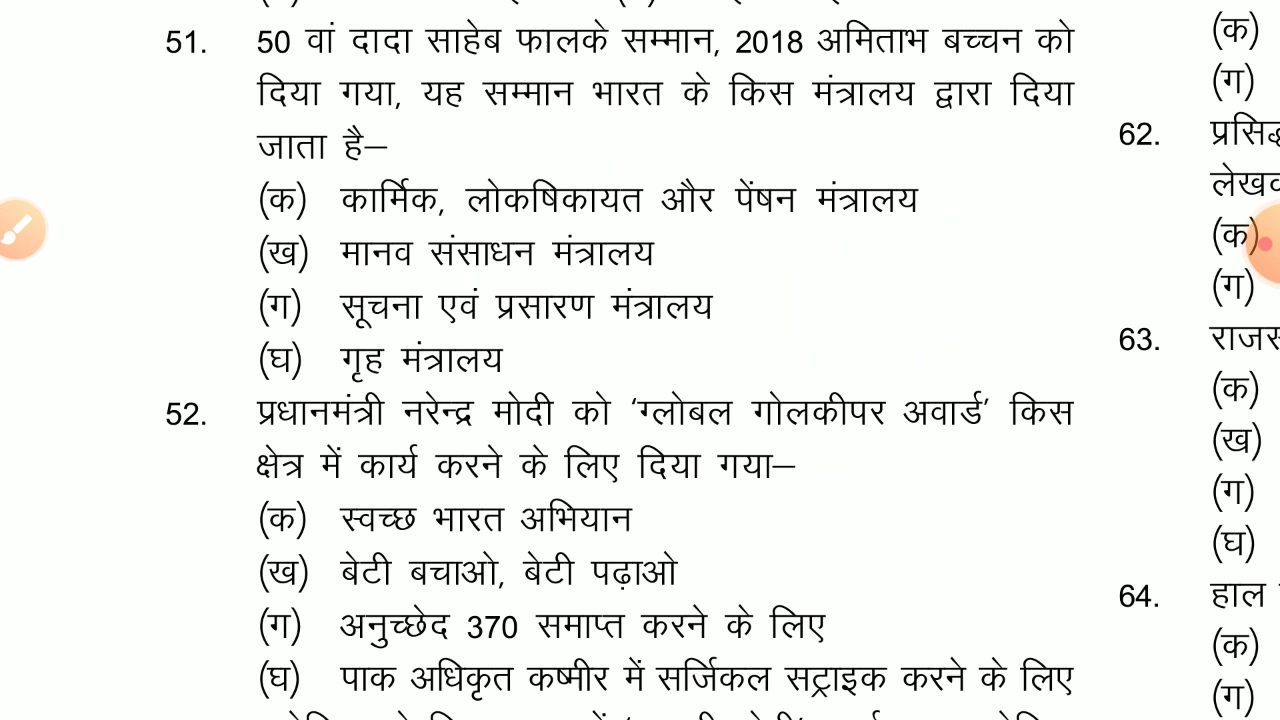 51. 50 वां दादा साहेब फालके सम्मान, 2018 अमिताभ बच्चन को
दिया गया, यह सम्मान भारत के किस मंत्रालय द्वारा दिया
जाता है–
(क) कार्मिक, लोकषिकायत और पेंषन मंत्रालय
(ख) मानव संसाधन मंत्रालय
(ग) सूचना एवं प्रसारण मंत्रालय
(घ) गृह मंत्रालय
52. प्रधानमंत्री नरेन्द्र मोदी को ‘ग्लोबल गोलकीपर अवार्ड’ किस
क्षेत्र में कार्य करने के लिए दिया गया–
(क) स्वच्छ भारत अभियान
(ख) बेटी बचाओ, बेटी पढ़ाओ
(ग) अनुच्छेद 370 समाप्त करने के लिए
(घ) पाक अधिकृत कष्मीर में सर्जिकल सट्राइक करने के लिए
(क)
(ग)
62.
(क)
(ग)
63.
(क)
(ख)
(ग)
(घ)
64. हाल
(क)
(ग)